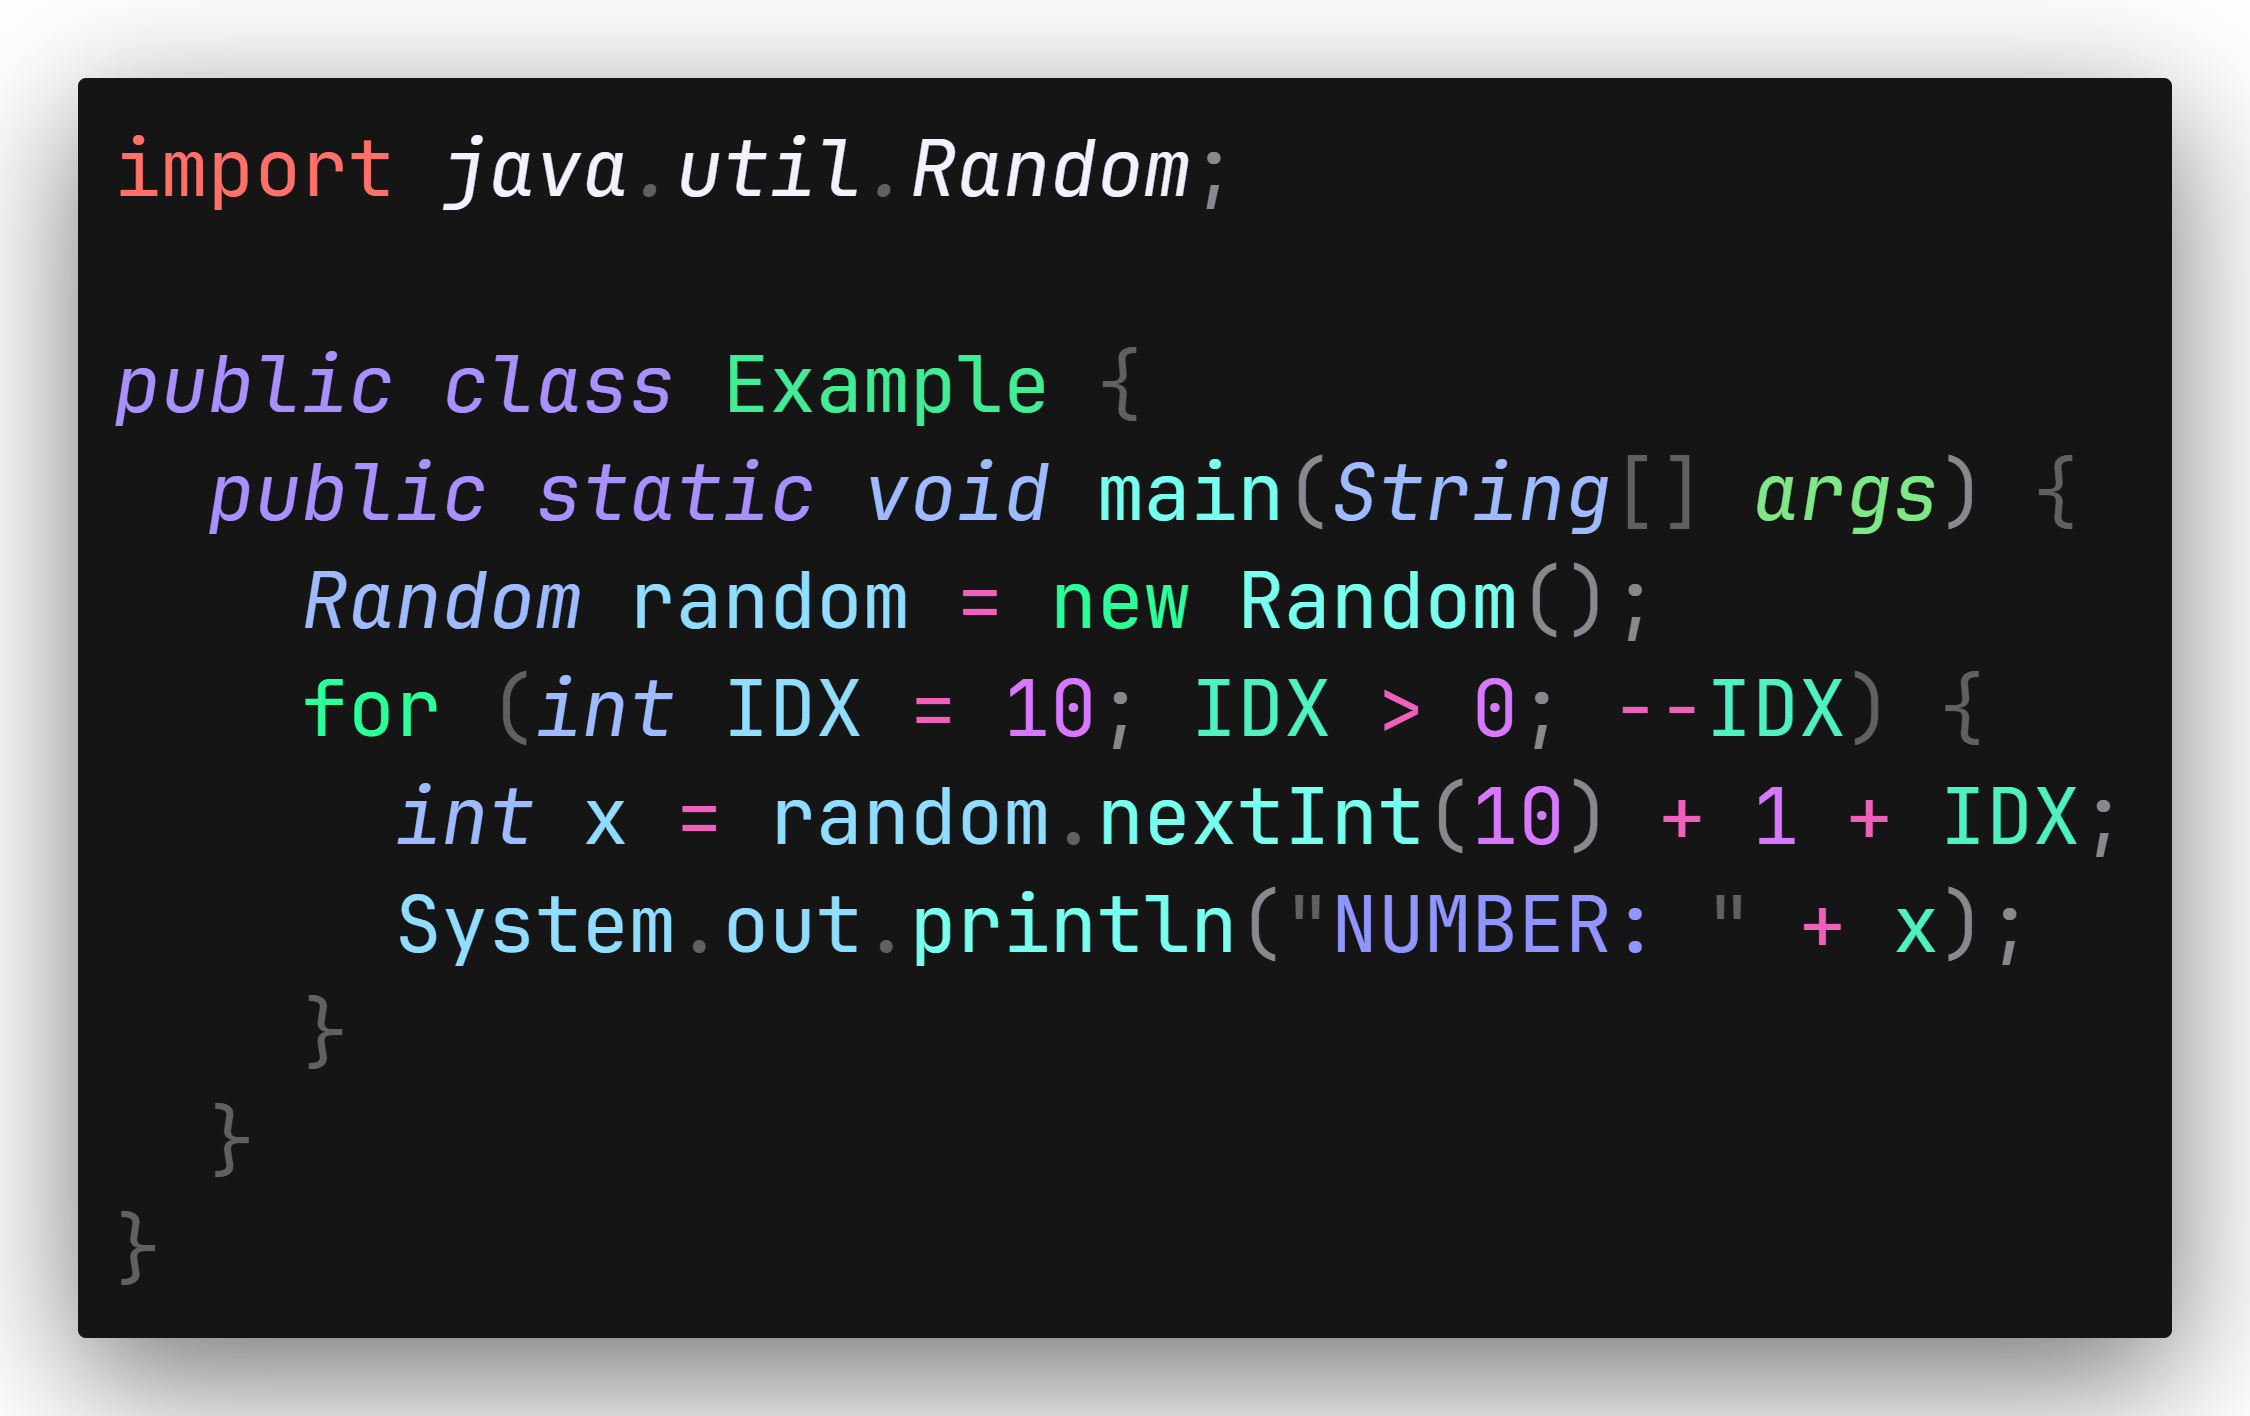 import java.util.Random;

public class Example {
  public static void main(String[] args) {
    Random random = new Random();
    for (int IDX = 10; IDX > 0; --IDX) {
      int x = random.nextInt(10) + 1 + IDX;
      System.out.println("NUMBER: " + x);
    }
  }
}